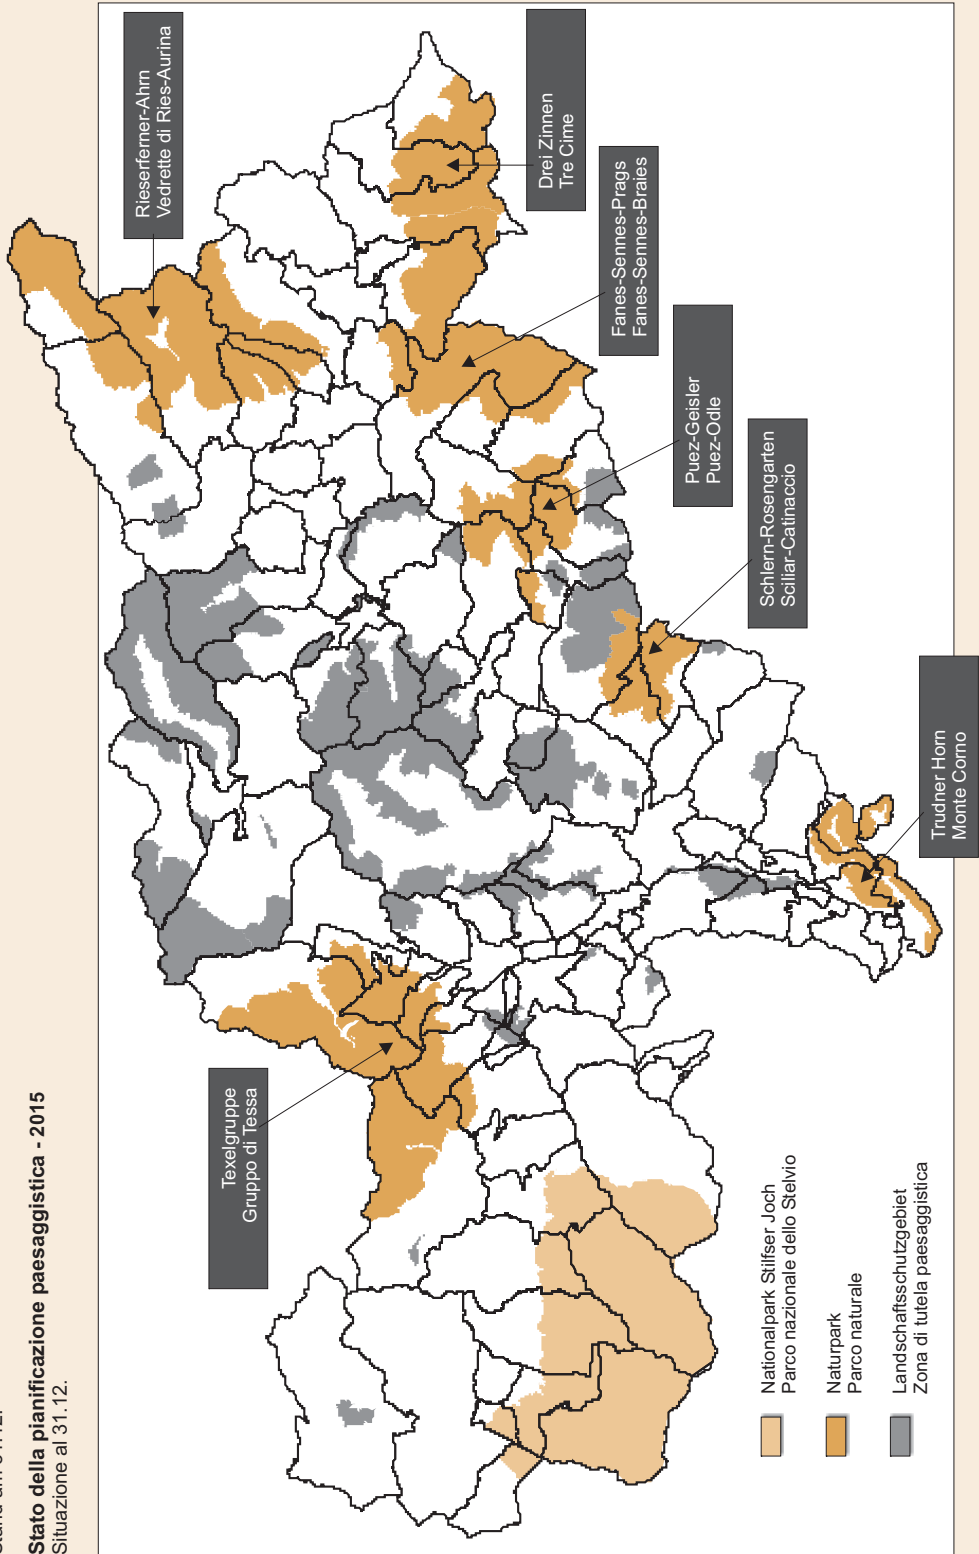 Stato della pianificazione paesaggistica - 2015
Situazione al 31.12.
Rieserferner-Ahrn
Vedrette di Ries-Aurina
Drei Zinnen
Tre Cime
Fanes-Sennes-Prags
Fanes-Sennes-Braies
Puez-Geisler
Puez-Odle
Schlern-Rosengarten
Sciliar-Catinaccio
Trudner Horn
Monte Corno
Texelgruppe
Gruppo di Tessa
Nationalpark Stilfser Joch
Parco nazionale dello Stelvio
Naturpark
Parco naturale
Landschaftsschutzgebiet
Zona di tutela paesaggistica